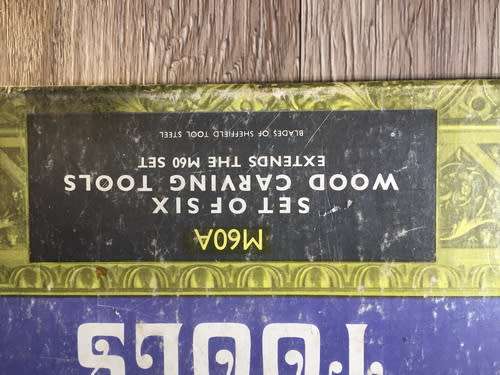 TOOLS
M60A
SET OF SIX
WOOD CARVING TOOLS
EXTENDS THE M60 SET
BLADES OF SHEFFIELD TOOL STEEL